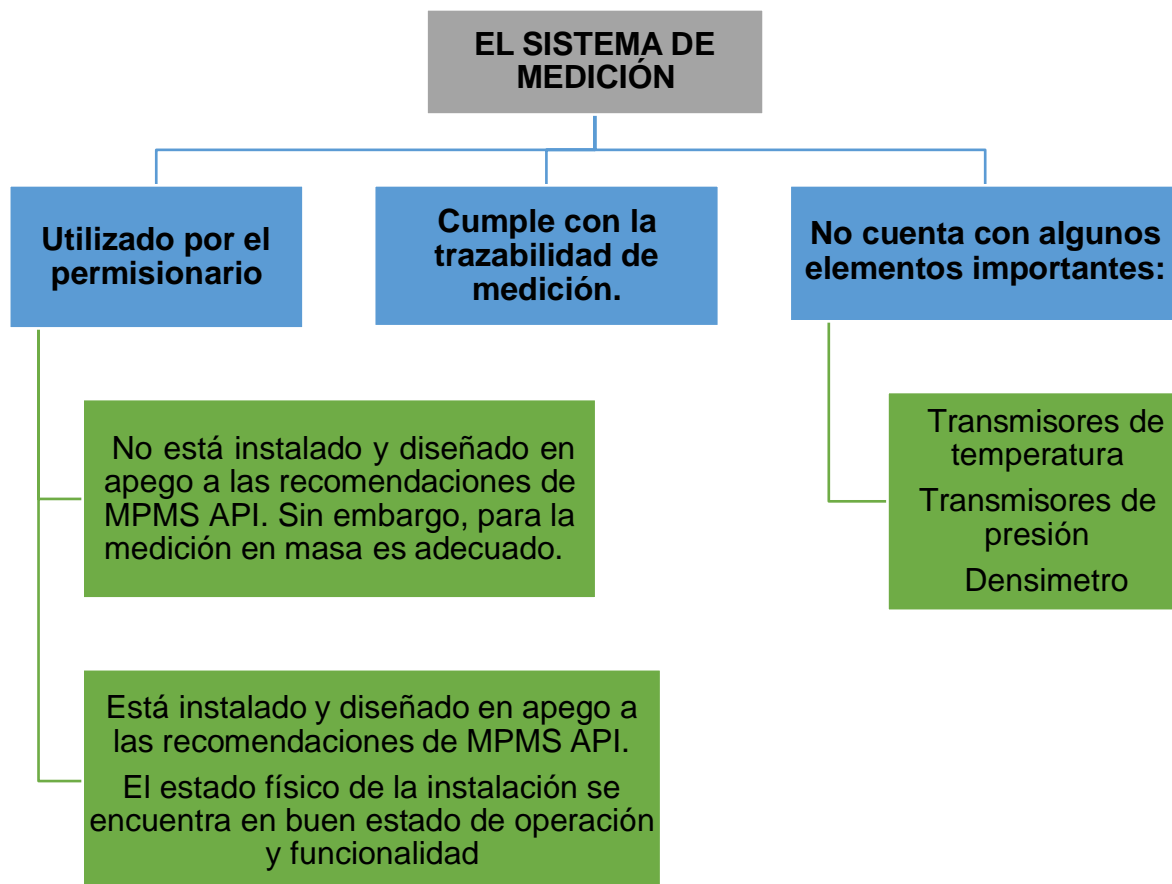 EL SISTEMA DE
MEDICIÓN
Utilizado por el
permisionario
Cumple con la
trazabilidad de
medición.
No cuenta con algunos
elementos importantes:
No está instalado y diseñado en
apego a las recomendaciones de
MPMS API. Sin embargo, para la
medición en masa es adecuado.
Está instalado y diseñado en apego a
las recomendaciones de MPMS API.
El estado físico de la instalación se
encuentra en buen estado de operación
y funcionalidad
Transmisores de
temperatura
Transmisores de
presión
Densimetro